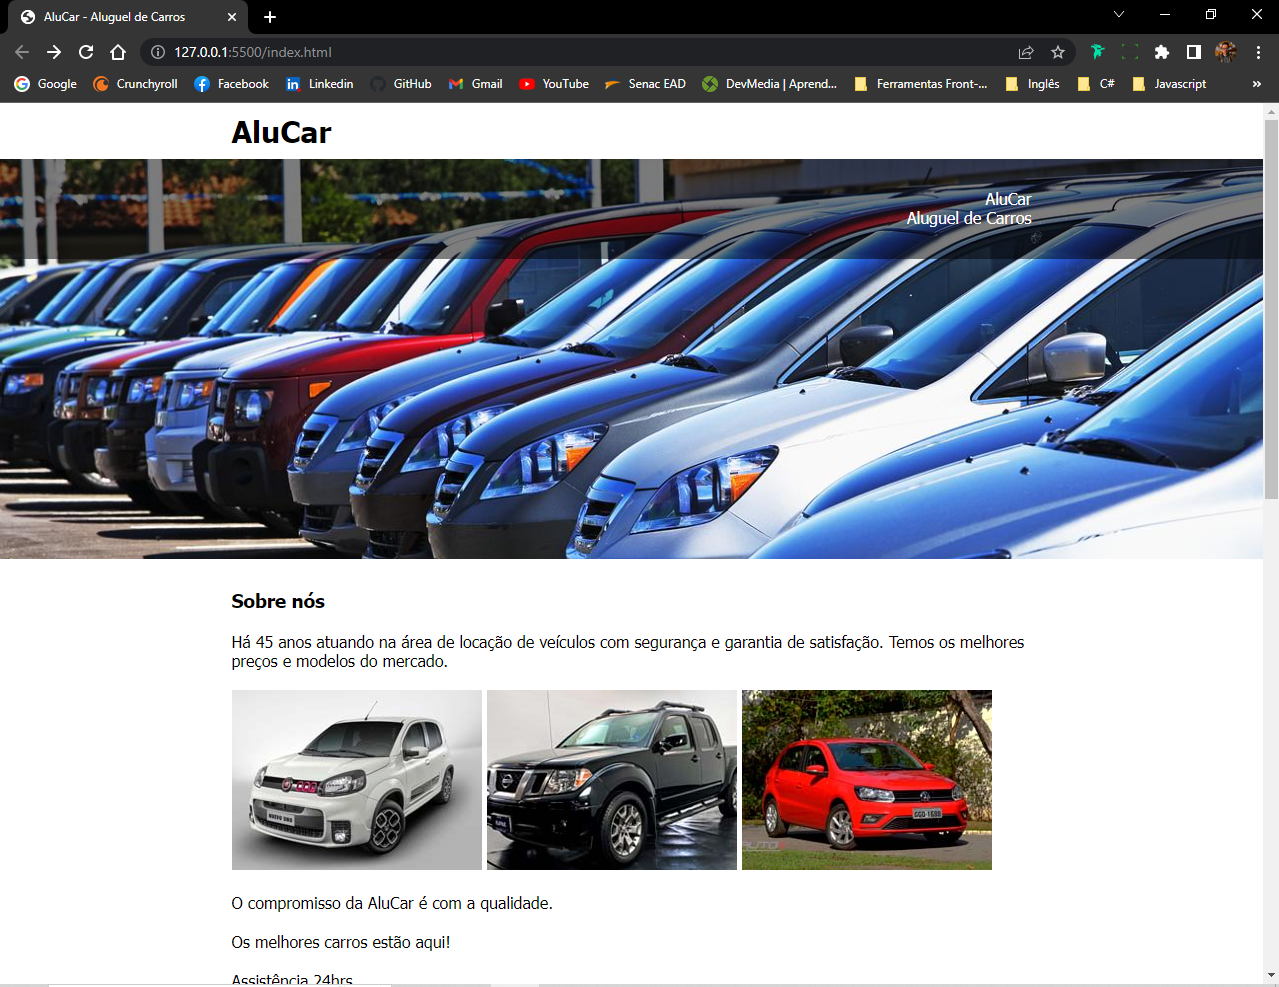 AluCar - Aluguel de Carros
127.0.0.1:5500/index.html
Google Crunchyroll Facebook Linkedin GitHub Gmail YouTube Senac EAD DevMedia | Aprend... Ferramentas Front-... Inglês C# Javascript »
AluCar
AluCar
Aluguel de Carros
Sobre nós
Há 45 anos atuando na área de locação de veículos com segurança e garantia de satisfação. Temos os melhores
preços e modelos do mercado.
NOVO UNO
O compromisso da AluCar é com a qualidade.
Os melhores carros estão aqui!
Assistência 24hrs